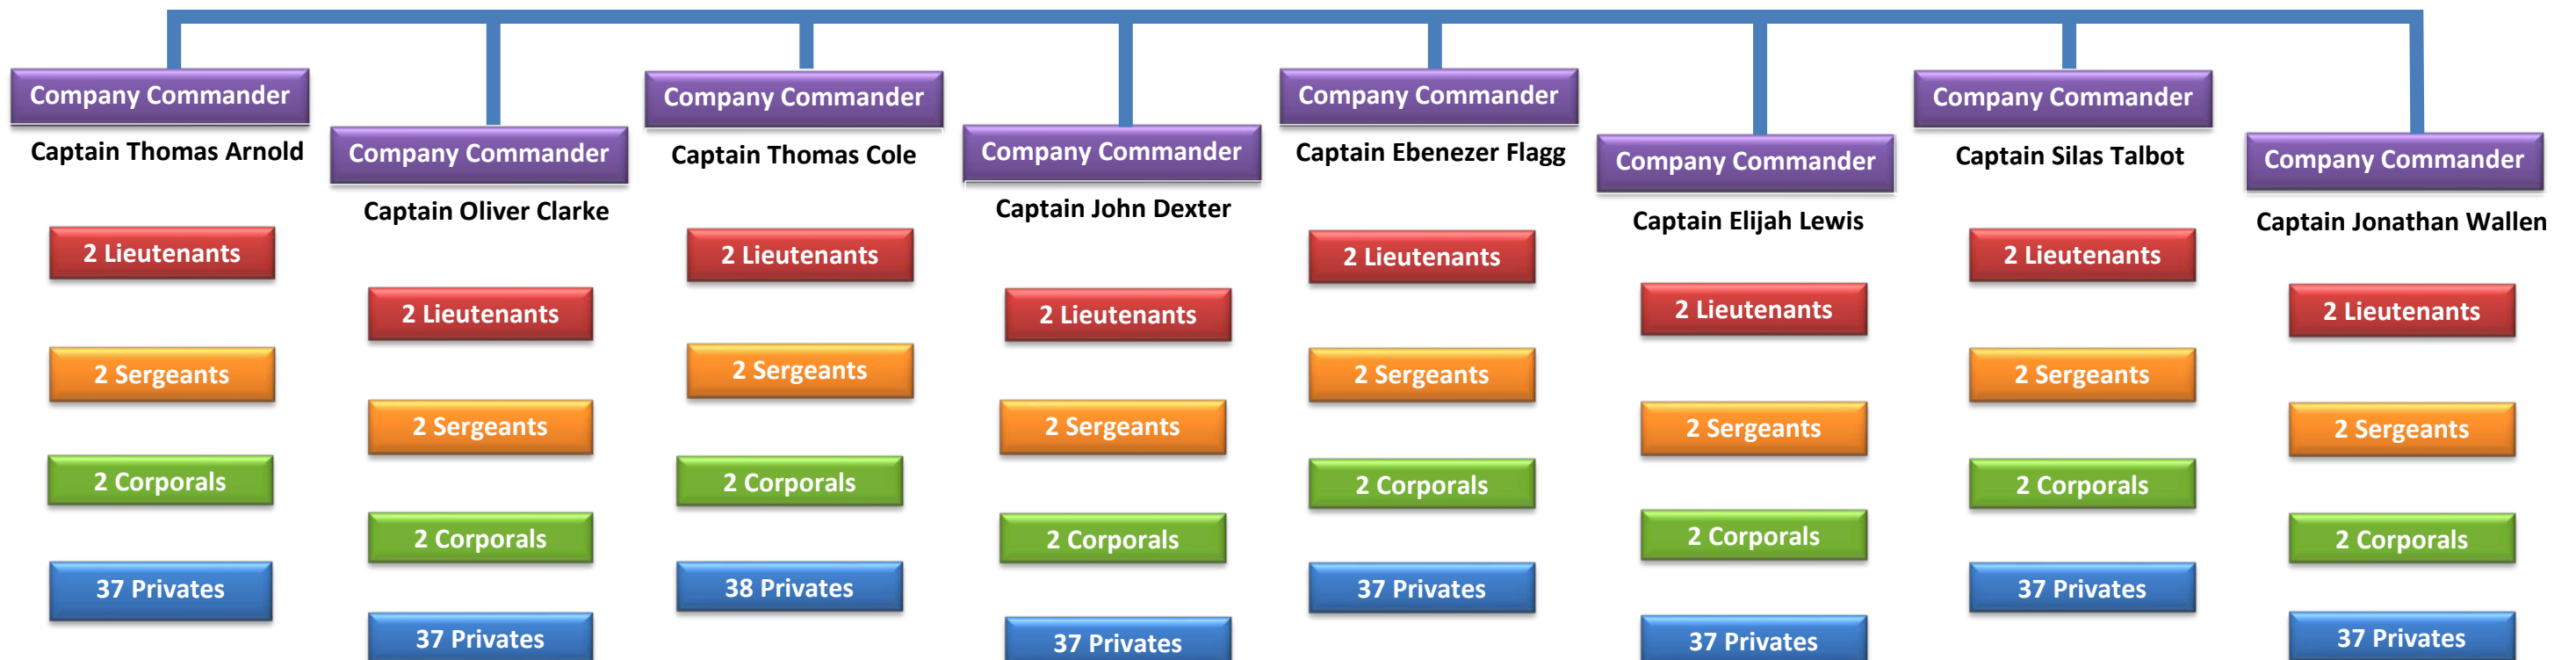 Company Commander
Captain Thomas Arnold
2 Lieutenants
2 Sergeants
2 Corporals
37 Privates
Company Commander
Captain Oliver Clarke
2 Lieutenants
2 Sergeants
2 Corporals
37 Privates
Company Commander
Captain Thomas Cole
2 Lieutenants
2 Sergeants
2 Corporals
38 Privates
Company Commander
Captain John Dexter
2 Lieutenants
2 Sergeants
2 Corporals
37 Privates
Company Commander
Captain Ebenezer Flagg
2 Lieutenants
2 Sergeants
2 Corporals
37 Privates
Company Commander
Captain Elijah Lewis
2 Lieutenants
2 Sergeants
2 Corporals
37 Privates
Company Commander
Captain Silas Talbot
2 Lieutenants
2 Sergeants
2 Corporals
37 Privates
Company Commander
Captain Jonathan Wallen
2 Lieutenants
2 Sergeants
2 Corporals
37 Privates